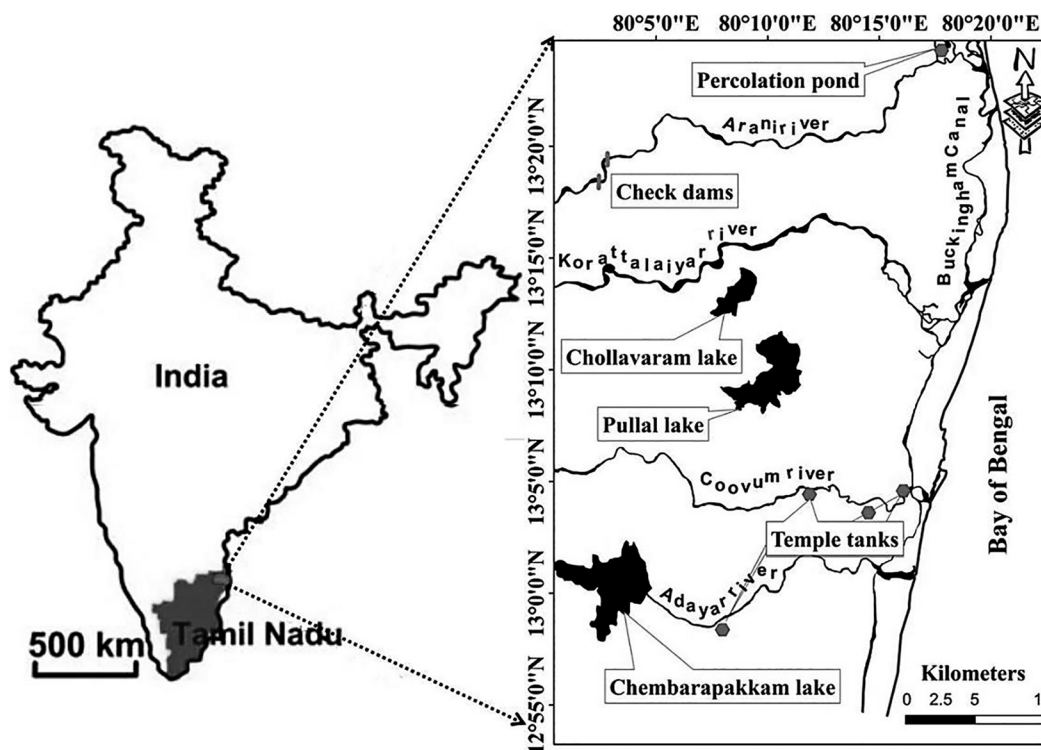 India
Tamil Nadu
500 km
80°5'0"E 80°10'0"E 80°15'0"E 80°20'0"E
13°20'0"N
13°15'0"N
13°10'0"N
13°5'0"N
13°0'0"N
12°55'0"N
N
Percolation pond
Araniriver
Buckingham Canal
Check dams
Korattalaiyar river
Chollavaram lake
Pullal lake
Bay of Bengal
Coovum river
Temple tanks
Adayar river
Chembarapakkam lake
Kilometers
0 2.5 5